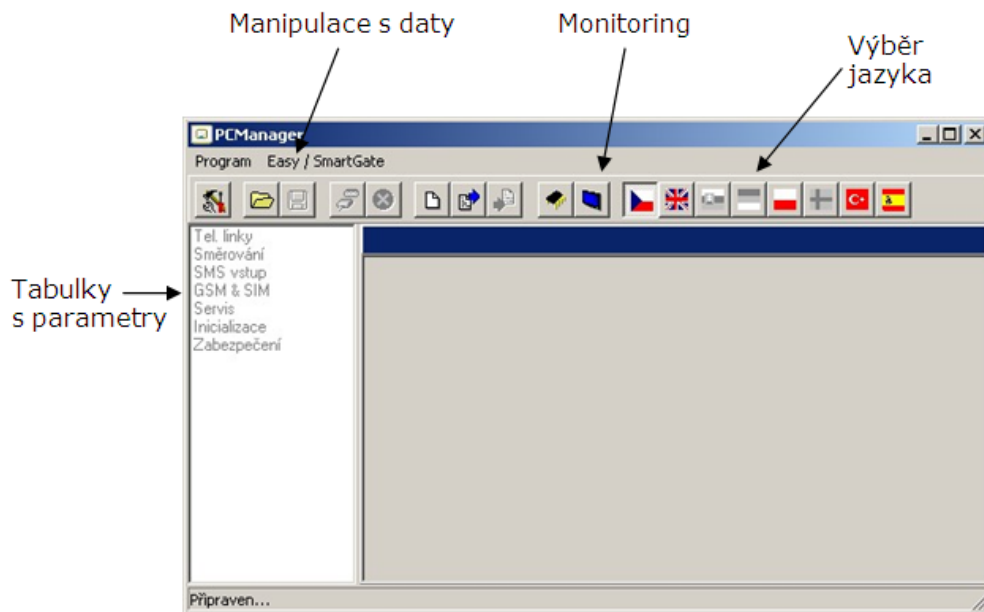 Manipulace s daty
Monitoring
Výběr
jazyka
PCManager
Program Easy / SmartGate
Tel. linky
Směrování
SMS vstup
GSM & SIM
Servis
Inicializace
Zabezpečení
Tabulky
s parametry
Připraven...